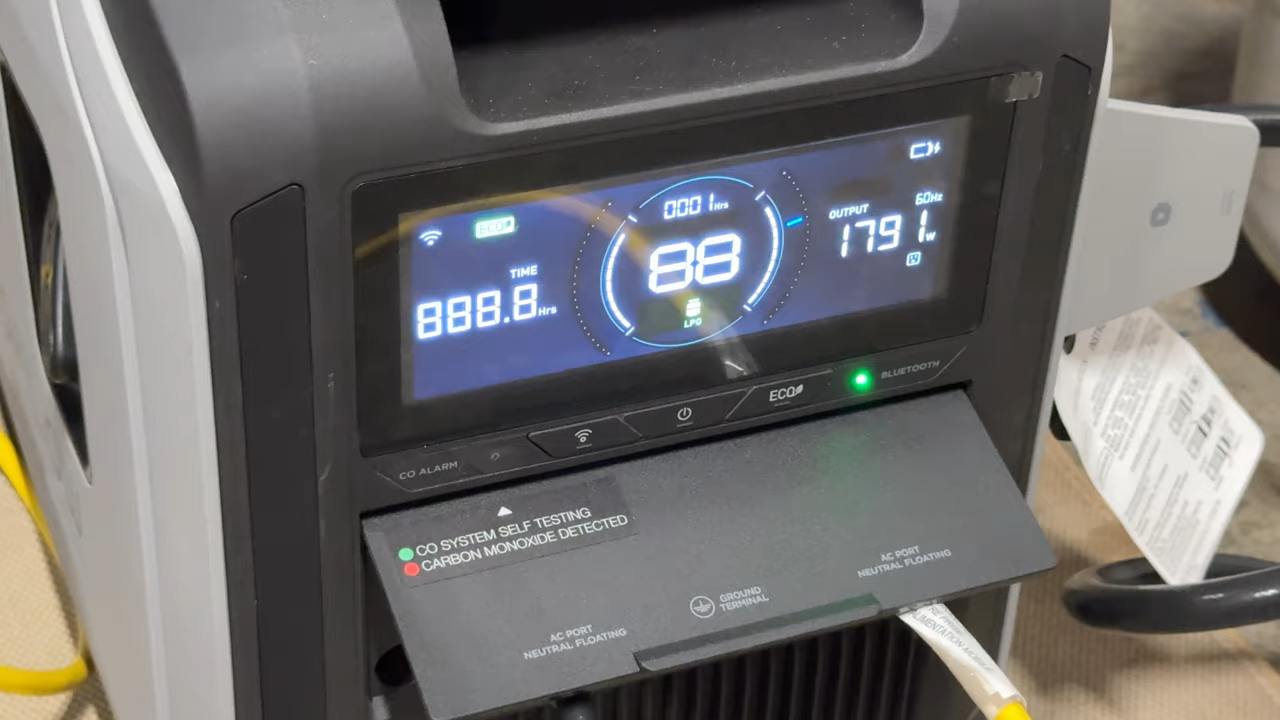 ECO
0001 Hrs
60Hz
OUTPUT
1791 W
TIME
888.8 Hrs
88
LPG
CO ALARM
ECO
BLUETOOTH
CO SYSTEM SELF TESTING
CARBON MONOXIDE DETECTED
AC PORT
NEUTRAL FLOATING
GROUND
TERMINAL
AC PORT
NEUTRAL FLOATING